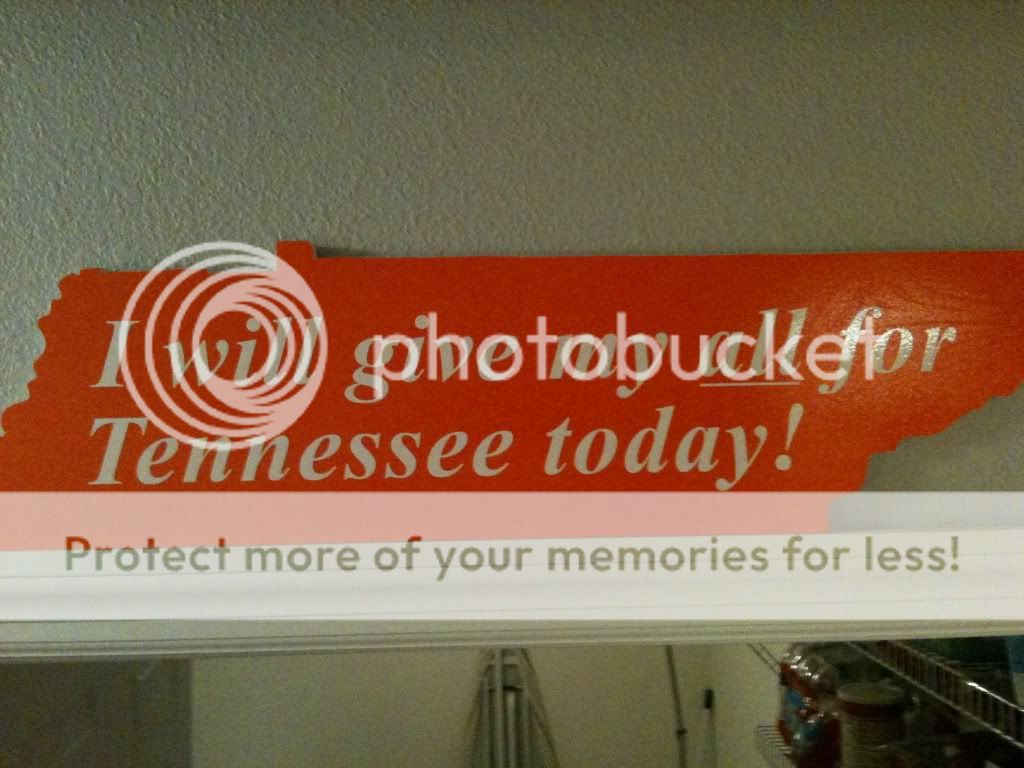 I will give my all for
Tennessee today!
photobucket
Protect more of your memories for less!